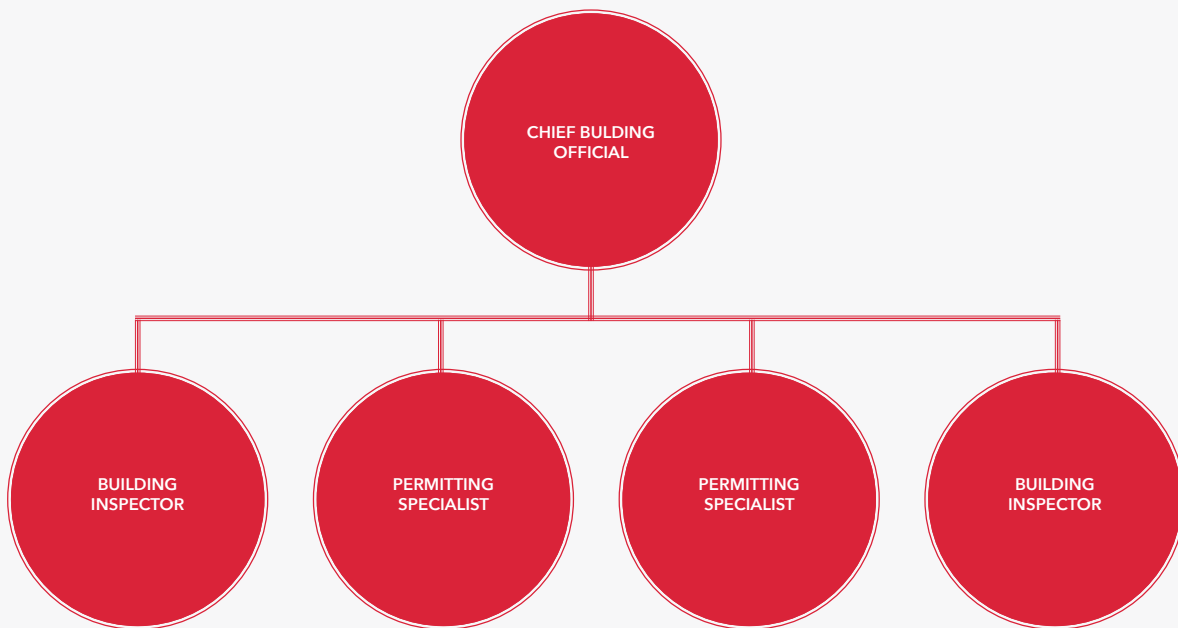 CHIEF BULDING
OFFICIAL
BUILDING
INSPECTOR
PERMITTING
SPECIALIST
PERMITTING
SPECIALIST
BUILDING
INSPECTOR